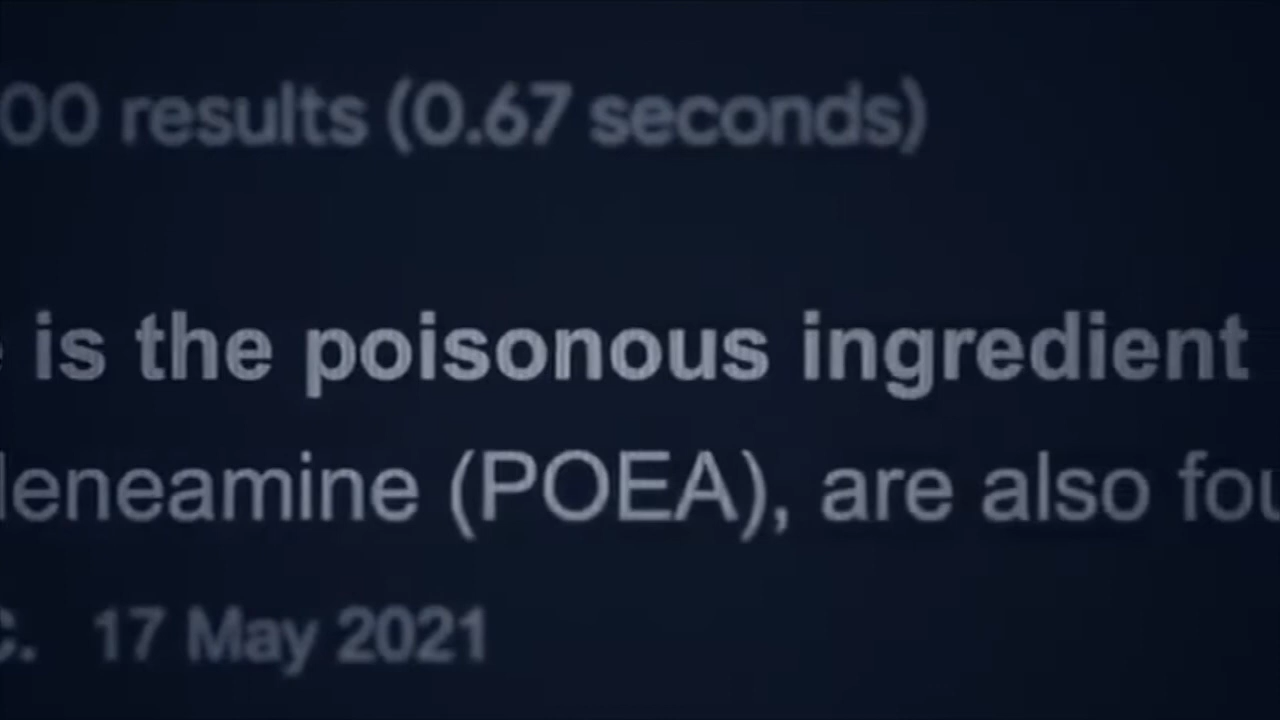 00 results (0.67 seconds)
is the poisonous ingredient
leneamine (POEA), are also fou
c. 17 May 2021